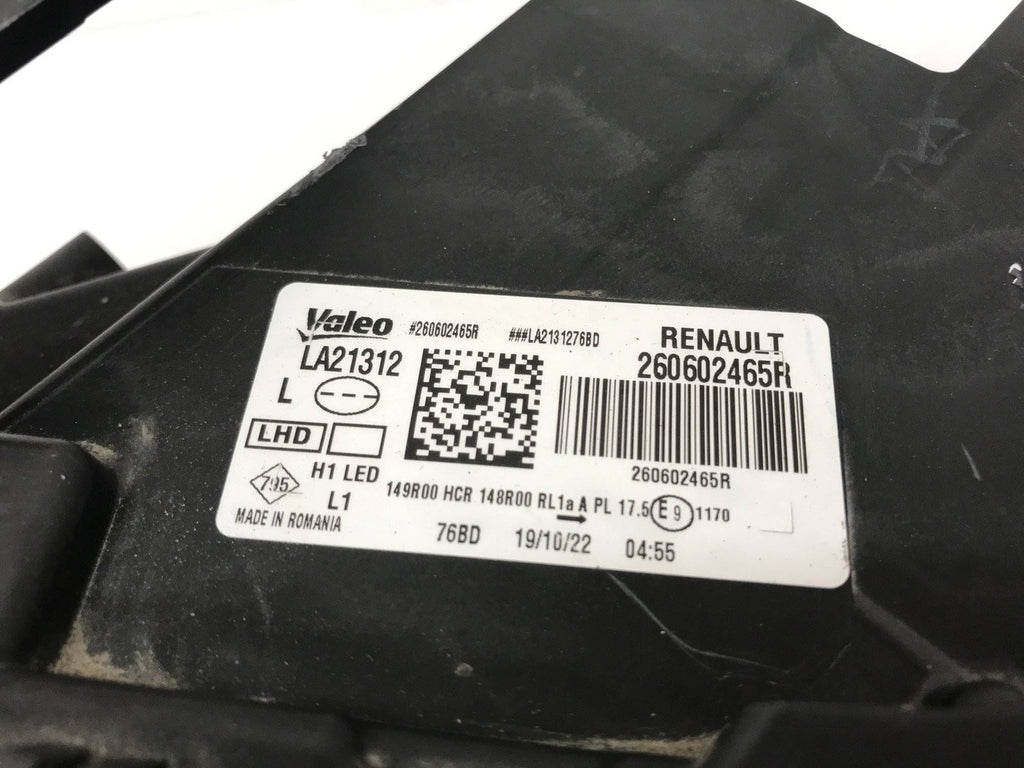 Valeo #260602465R ###LA2131276BD RENAULT
LA21312 260602465R
L
LHD
260602465R
795 H1 LED
L1
149R00 HCR 148R00 RL1a A PL 17.5 E9 1170
MADE IN ROMANIA 76BD 19/10/22 04:55